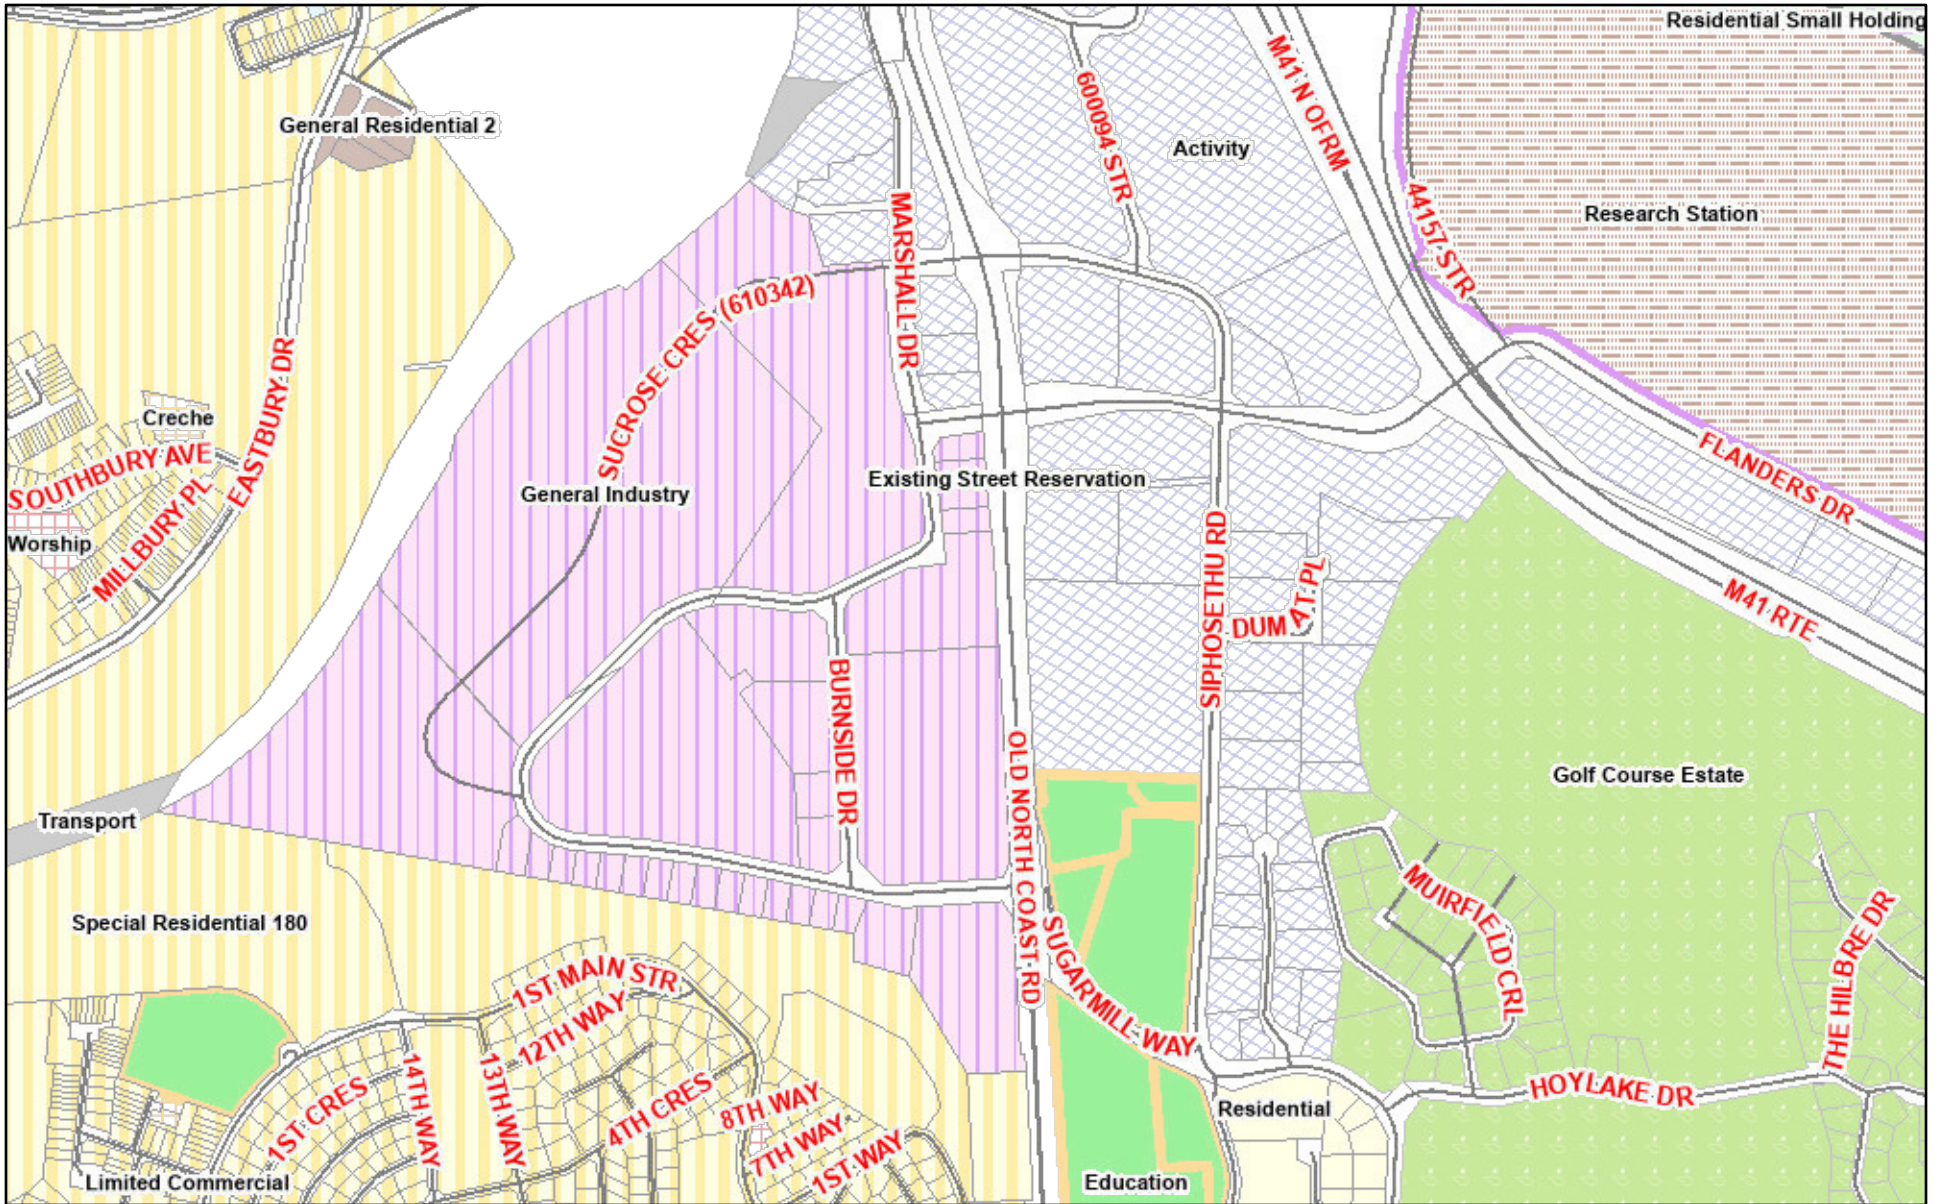 Residential Small Holding
M41 N OFRM
600094 STR
General Residential 2
Activity
44157 STR
Research Station
MARSHALL DR
SUCROSE CRES (610342)
EASTBURY DR
Creche
SOUTHBURY AVE
MILLBURY PL
Worship
General Industry
Existing Street Reservation
FLANDERS DR
SIPHOSETHU RD
DUM AT PL
M41 RTE
BURNSIDE DR
OLD NORTH COAST RD
Golf Course Estate
Transport
Special Residential 180
MUIRFIELD CRL
THE HILBRE DR
SUGARMILL WAY
1ST MAIN STR
12TH WAY
13TH WAY
14TH WAY
1ST CRES
4TH CRES
8TH WAY
7TH WAY
1ST WAY
HOYLAKE DR
Residential
Limited Commercial
Education